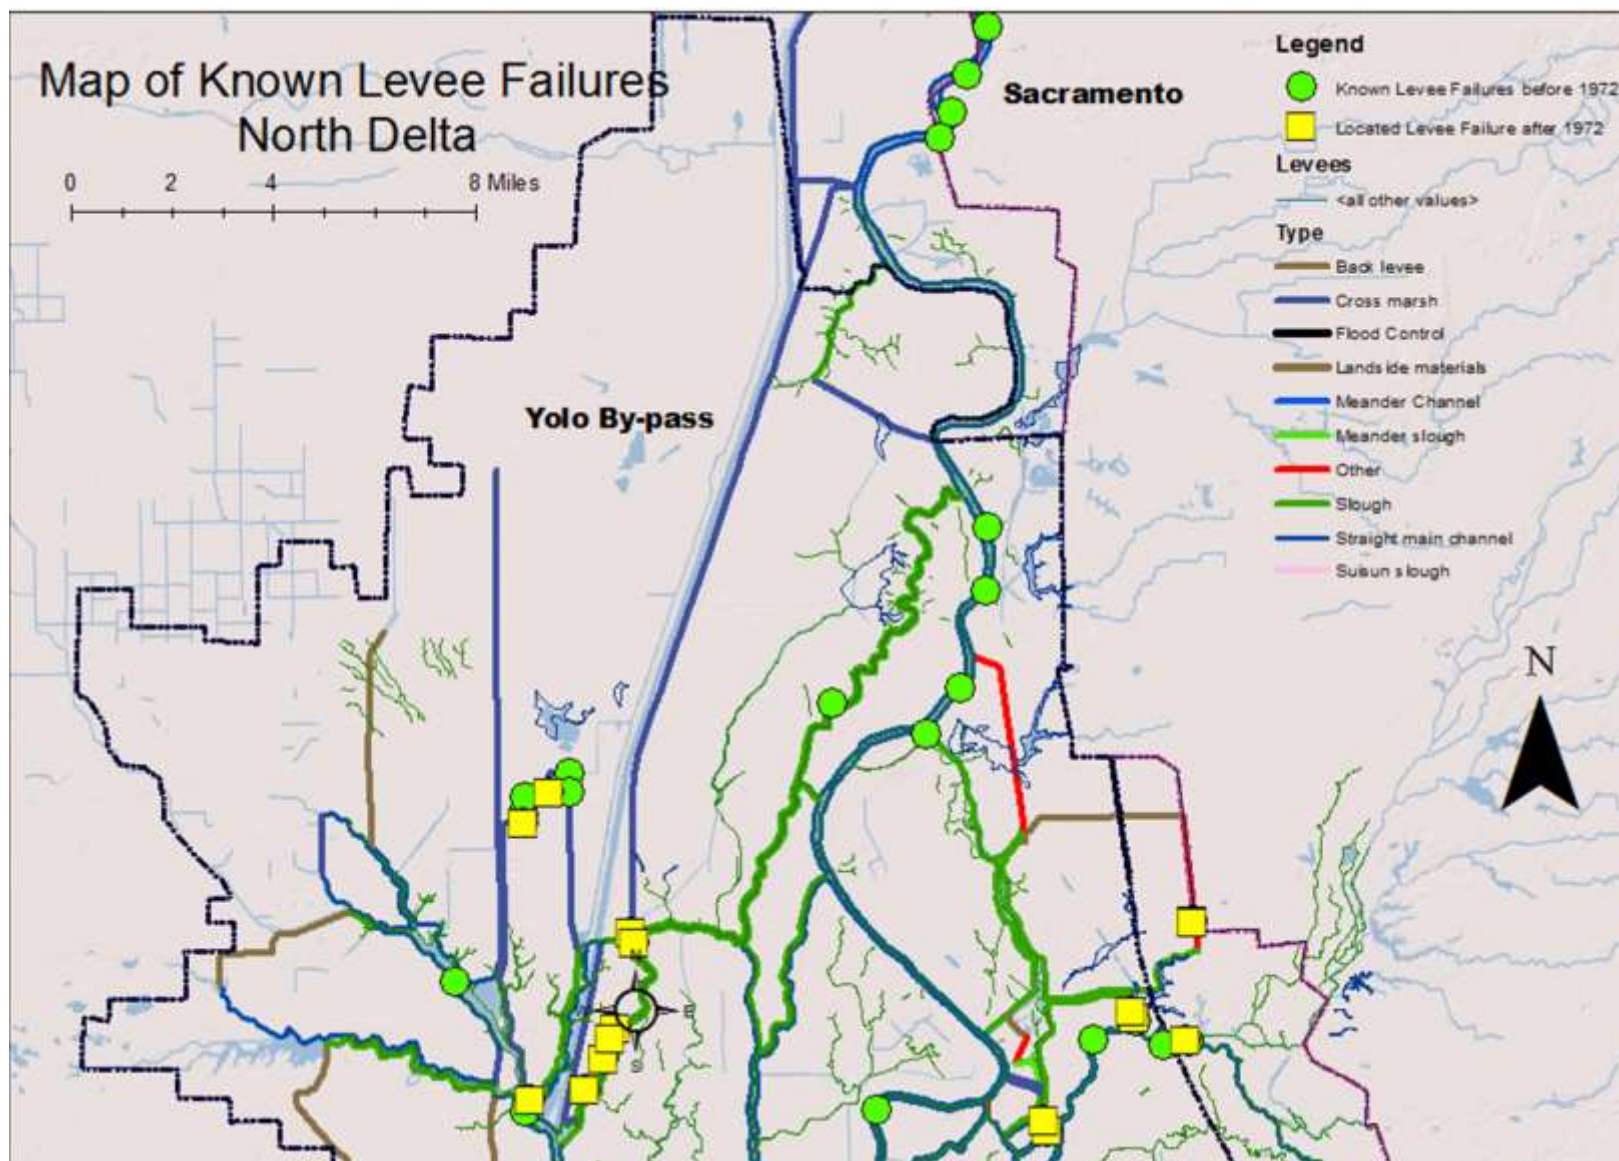 Map of Known Levee Failures
North Delta
0 2 4 8 Miles
Sacramento
Yolo By-pass
Legend
Known Levee Failures before 1972
Located Levee Failure after 1972
Levees
<all other values>
Type
Back levee
Cross marsh
Flood Control
Landside materials
Meander Channel
Meander slough
Other
Slough
Straight main channel
Suisun slough
N
N
E
S